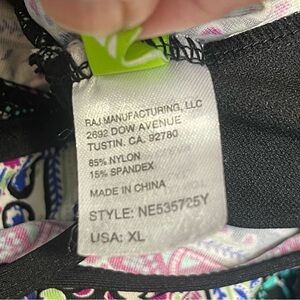 RAJ MANUFACTURING, LLC
2692 DOW AVENUE
TUSTIN, CA. 92780
85% NYLON
15% SPANDEX
MADE IN CHINA
STYLE: NE535725Y
USA: XL